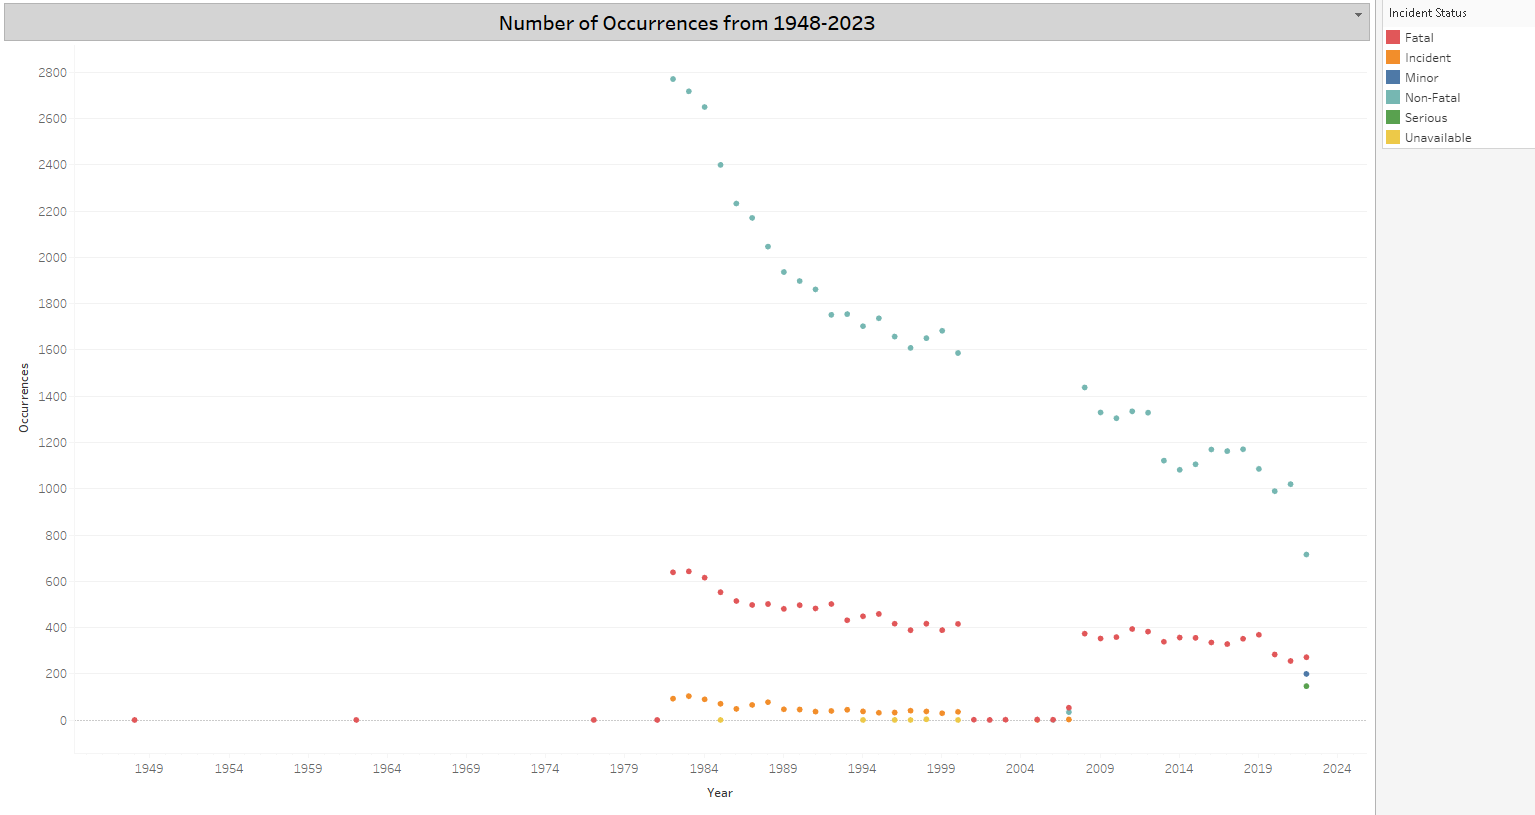 Number of Occurrences from 1948-2023
Incident Status
Fatal
Incident
Minor
Non-Fatal
Serious
Unavailable
2800
2600
2400
2200
2000
1800
1600
1400
1200
1000
800
600
400
200
0
Occurrences
1949 1954 1959 1964 1969 1974 1979 1984 1989 1994 1999 2004 2009 2014 2019 2024
Year